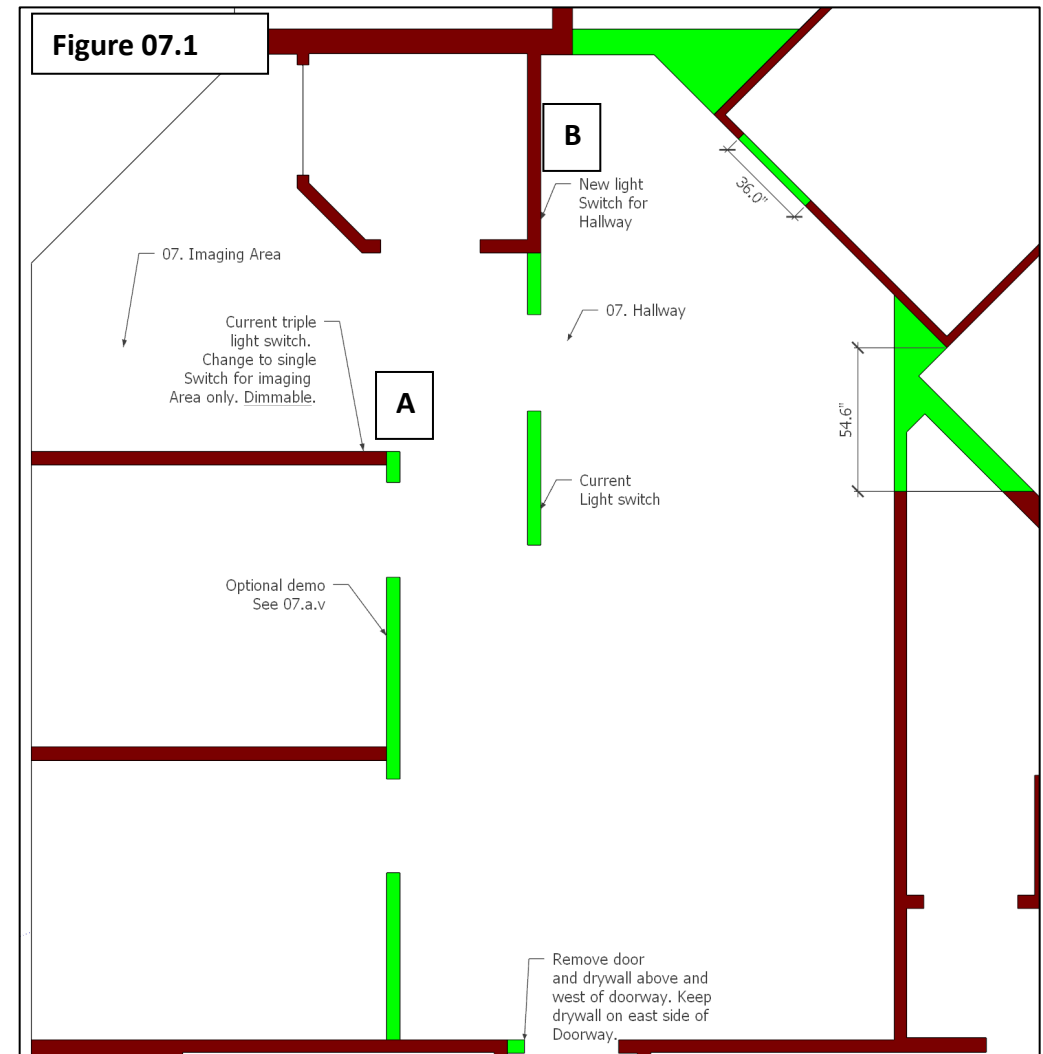 Figure 07.1
B
36.0"
New light
Switch for
Hallway
07. Imaging Area
07. Hallway
Current triple
light switch.
Change to single
Switch for imaging
Area only. Dimmable.
A
54.6"
Current
Light switch
Optional demo
See 07.a.v
Remove door
and drywall above and
west of doorway. Keep
drywall on east side of
Doorway.